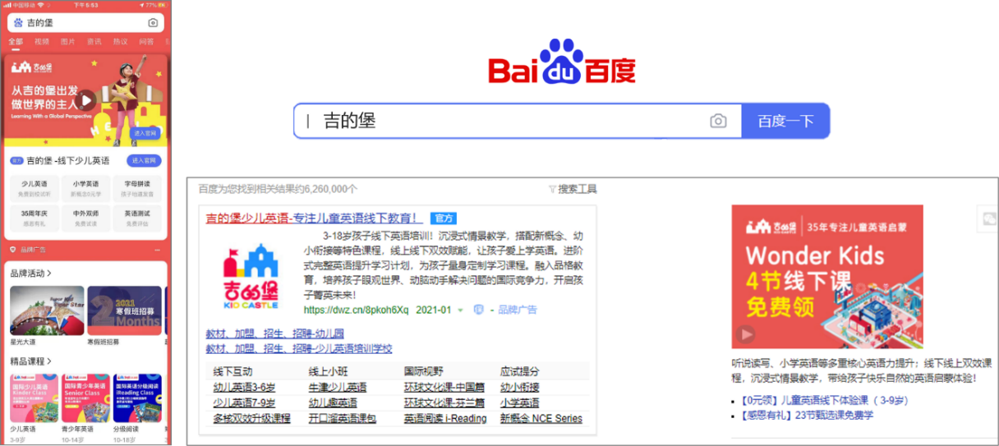 中国移动
下午5:53
77%
吉的堡
全部 视频 图片 资讯 热议 问答
吉的堡
从吉的堡出发
做世界的主人
Learning With a Global Perspective
进入官网
官方 吉的堡-线下少儿英语
进入官网
少儿英语 小学英语 字母拼读
免费到校试听 新概念0元学 孩子地道发音
35周年庆 中外双师 英语测试
感恩有礼 免费试读 免费评估
品牌广告
品牌活动
2021
寒假班招募
Months
星光大道 寒假班招募
精品课程
国际少儿英语 国际青少年英语 国际英语分级阅读
Kinder Class Senior Class iReading Class
少儿英语 青少年英语 分级阅读
3-9岁 10-14岁 10-18岁
Bai du 百度
吉的堡
百度一下
百度为您找到相关结果约6,260,000个
搜索工具
吉的堡少儿英语-专注儿童英语线下教育！ 官方
吉的堡
KID CASTLE
3-18岁孩子线下英语培训！沉浸式情景教学，搭配新概念、幼
小衔接等特色课程，线上线下双效赋能，让孩子爱上学英语。进阶
式完整英语提升学习计划，为孩子量身定制学习课程。融入品格教
育，培养孩子眼观世界、动脑动手解决问题的国际竞争力，开启孩
子菁英未来！
https://dwz.cn/8pkoh6Xq 2021-01 - 品牌广告
教材、加盟、招生、招聘-幼儿园
教材、加盟、招生、招聘-少儿英语培训学校
线下互动 线上小班 国际视野 应试提分
幼儿英语3-6岁 牛津少儿英语 环球文化课-中国篇 幼小衔接
少儿英语7-9岁 幼儿趣英语 环球文化课-芬兰篇 小学英语
多核双效升级课程 开口溜英语课包 英语阅读 i-Reading 新概念 NCE Series
吉的堡 35年专注儿童英语启蒙
Wonder Kids
4节线下课
免费领
听说读写、小学英语等多重核心英语力提升；线下线上双效课
程，沉浸式情景教学，带给孩子快乐自然的英语启蒙体验！
【0元领】儿童英语线下体验课（3-9岁）
【感恩有礼】23节甄选课免费学